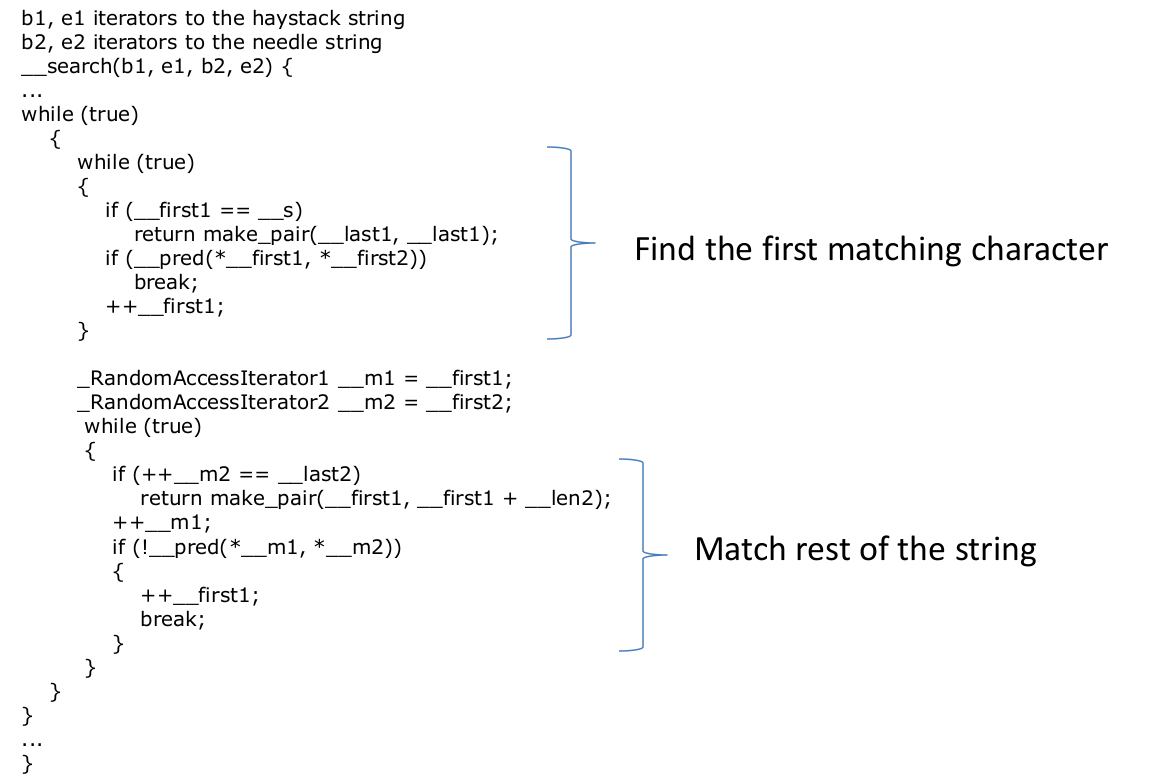 b1, e1 iterators to the haystack string
b2, e2 iterators to the needle string
__search(b1, e1, b2, e2) {
...
while (true)
{
while (true)
{
if (__first1 == __s)
return make_pair(__last1, __last1);
if (__pred(*__first1, *__first2))
break;
++__first1;
}
Find the first matching character
_RandomAccessIterator1 __m1 = __first1;
_RandomAccessIterator2 __m2 = __first2;
while (true)
{
if (++__m2 == __last2)
return make_pair(__first1, __first1 + __len2);
++__m1;
if (!__pred(*__m1, *__m2))
{
++__first1;
break;
}
}
Match rest of the string
}
}
...
}